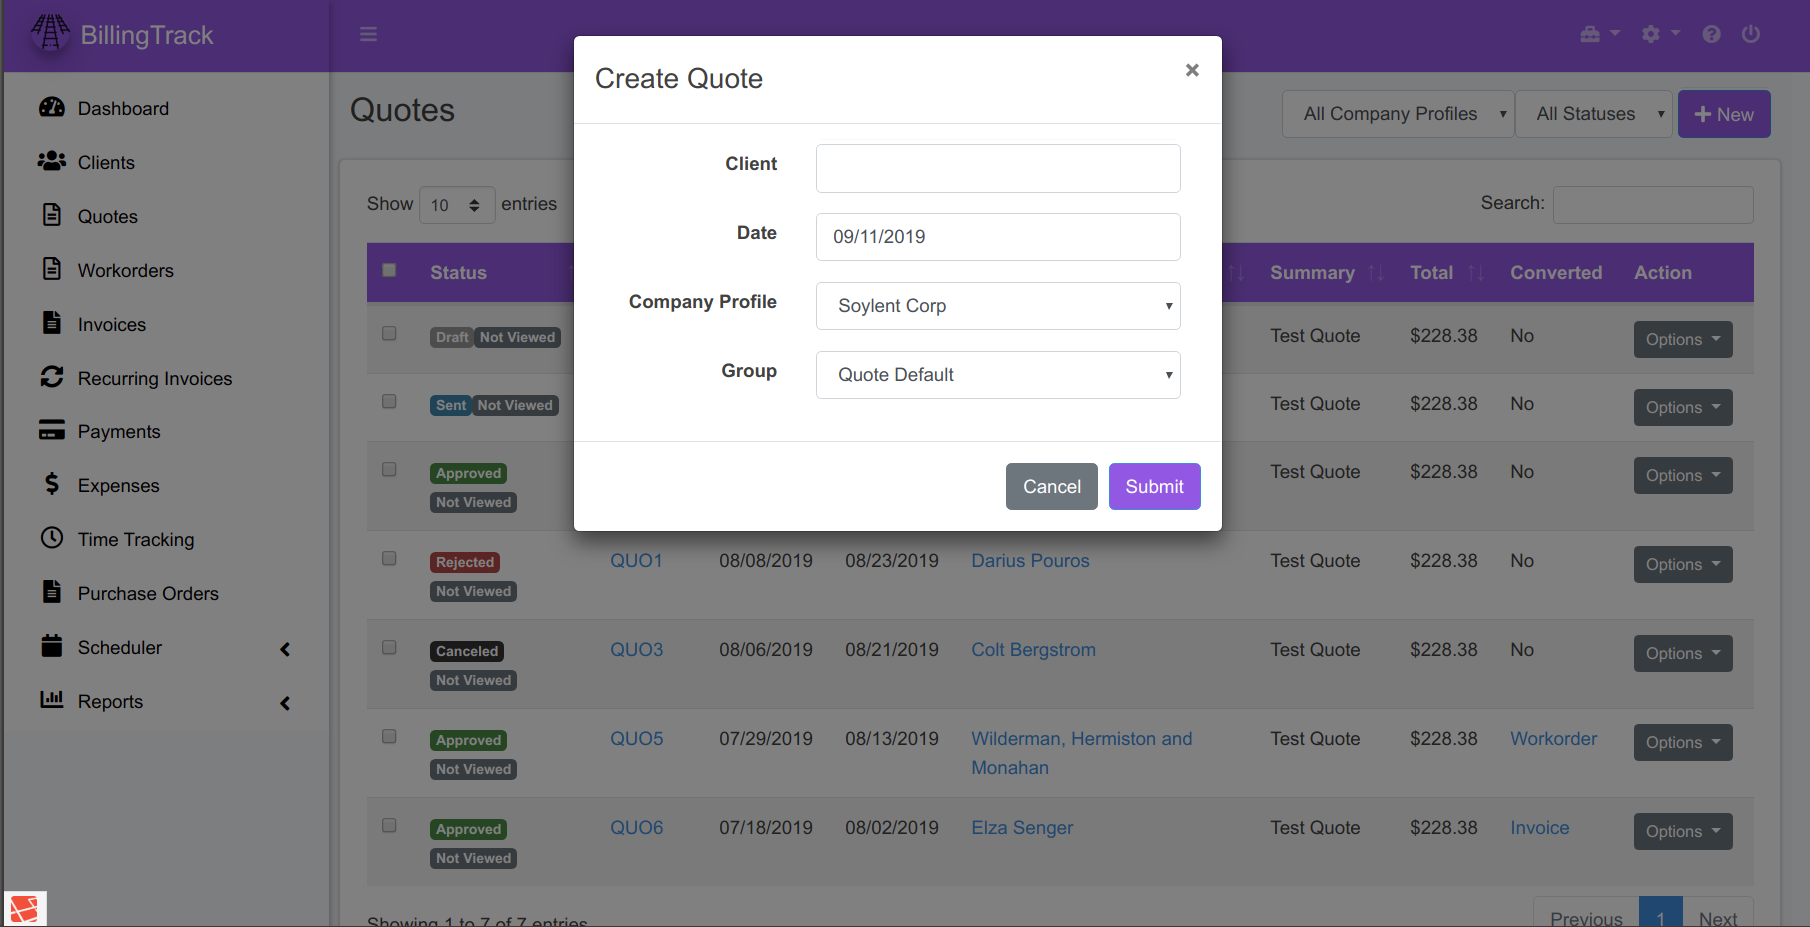 BillingTrack
Dashboard
Clients
Quotes
Workorders
Invoices
Recurring Invoices
Payments
Expenses
Time Tracking
Purchase Orders
Scheduler
Reports
Quotes
All Company Profiles
All Statuses
New
Show 10 entries
Search:
Create Quote
×
Client
Date
09/11/2019
Company Profile
Soylent Corp
Group
Quote Default
Cancel
Submit
Status Summary Total Converted Action
Draft Not Viewed Test Quote $228.38 No Options
Sent Not Viewed Test Quote $228.38 No Options
Approved Test Quote $228.38 No Options
Not Viewed
Rejected QUO1 08/08/2019 08/23/2019 Darius Pouros Test Quote $228.38 No Options
Not Viewed
Canceled QUO3 08/06/2019 08/21/2019 Colt Bergstrom Test Quote $228.38 No Options
Not Viewed
Approved QUO5 07/29/2019 08/13/2019 Wilderman, Hermiston and Test Quote $228.38 Workorder Options
Not Viewed Monahan
Approved QUO6 07/18/2019 08/02/2019 Elza Senger Test Quote $228.38 Invoice Options
Not Viewed
Showing 1 to 7 of 7 entries
Previous 1 Next